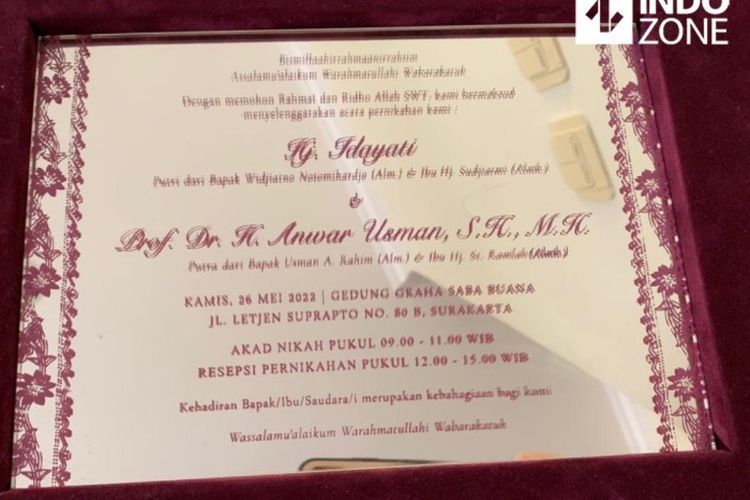 INDO
ZONE
Bismillaahirrahmaanirrahiim
Assalamu'alaikum Warahmatullahi Wabarakatuh
Dengan memohon Rahmat dan Ridho Allah SWT, kami bermaksud
menyelenggarakan acara pernikahan kami :
Hj. Idayati
Putri dari Bapak Widjiatno Notomihardjo (Alm.) & Ibu Hj. Sudjiatmi (Almh.)
&
Prof. Dr. H. Anwar Usman, S.H., M.H.
Putra dari Bapak Usman A. Rahim (Alm.) & Ibu Hj. St. Ramlah (Almh.)
KAMIS, 26 MEI 2022 | GEDUNG GRAHA SABA BUANA
JL. LETJEN SUPRAPTO NO. 80 B, SURAKARTA
AKAD NIKAH PUKUL 09.00 - 11.00 WIB
RESEPSI PERNIKAHAN PUKUL 12.00 - 15.00 WIB
Kehadiran Bapak/Ibu/Saudara/i merupakan kebahagiaan bagi kami
Wassalamu'alaikum Warahmatullahi Wabarakatuh